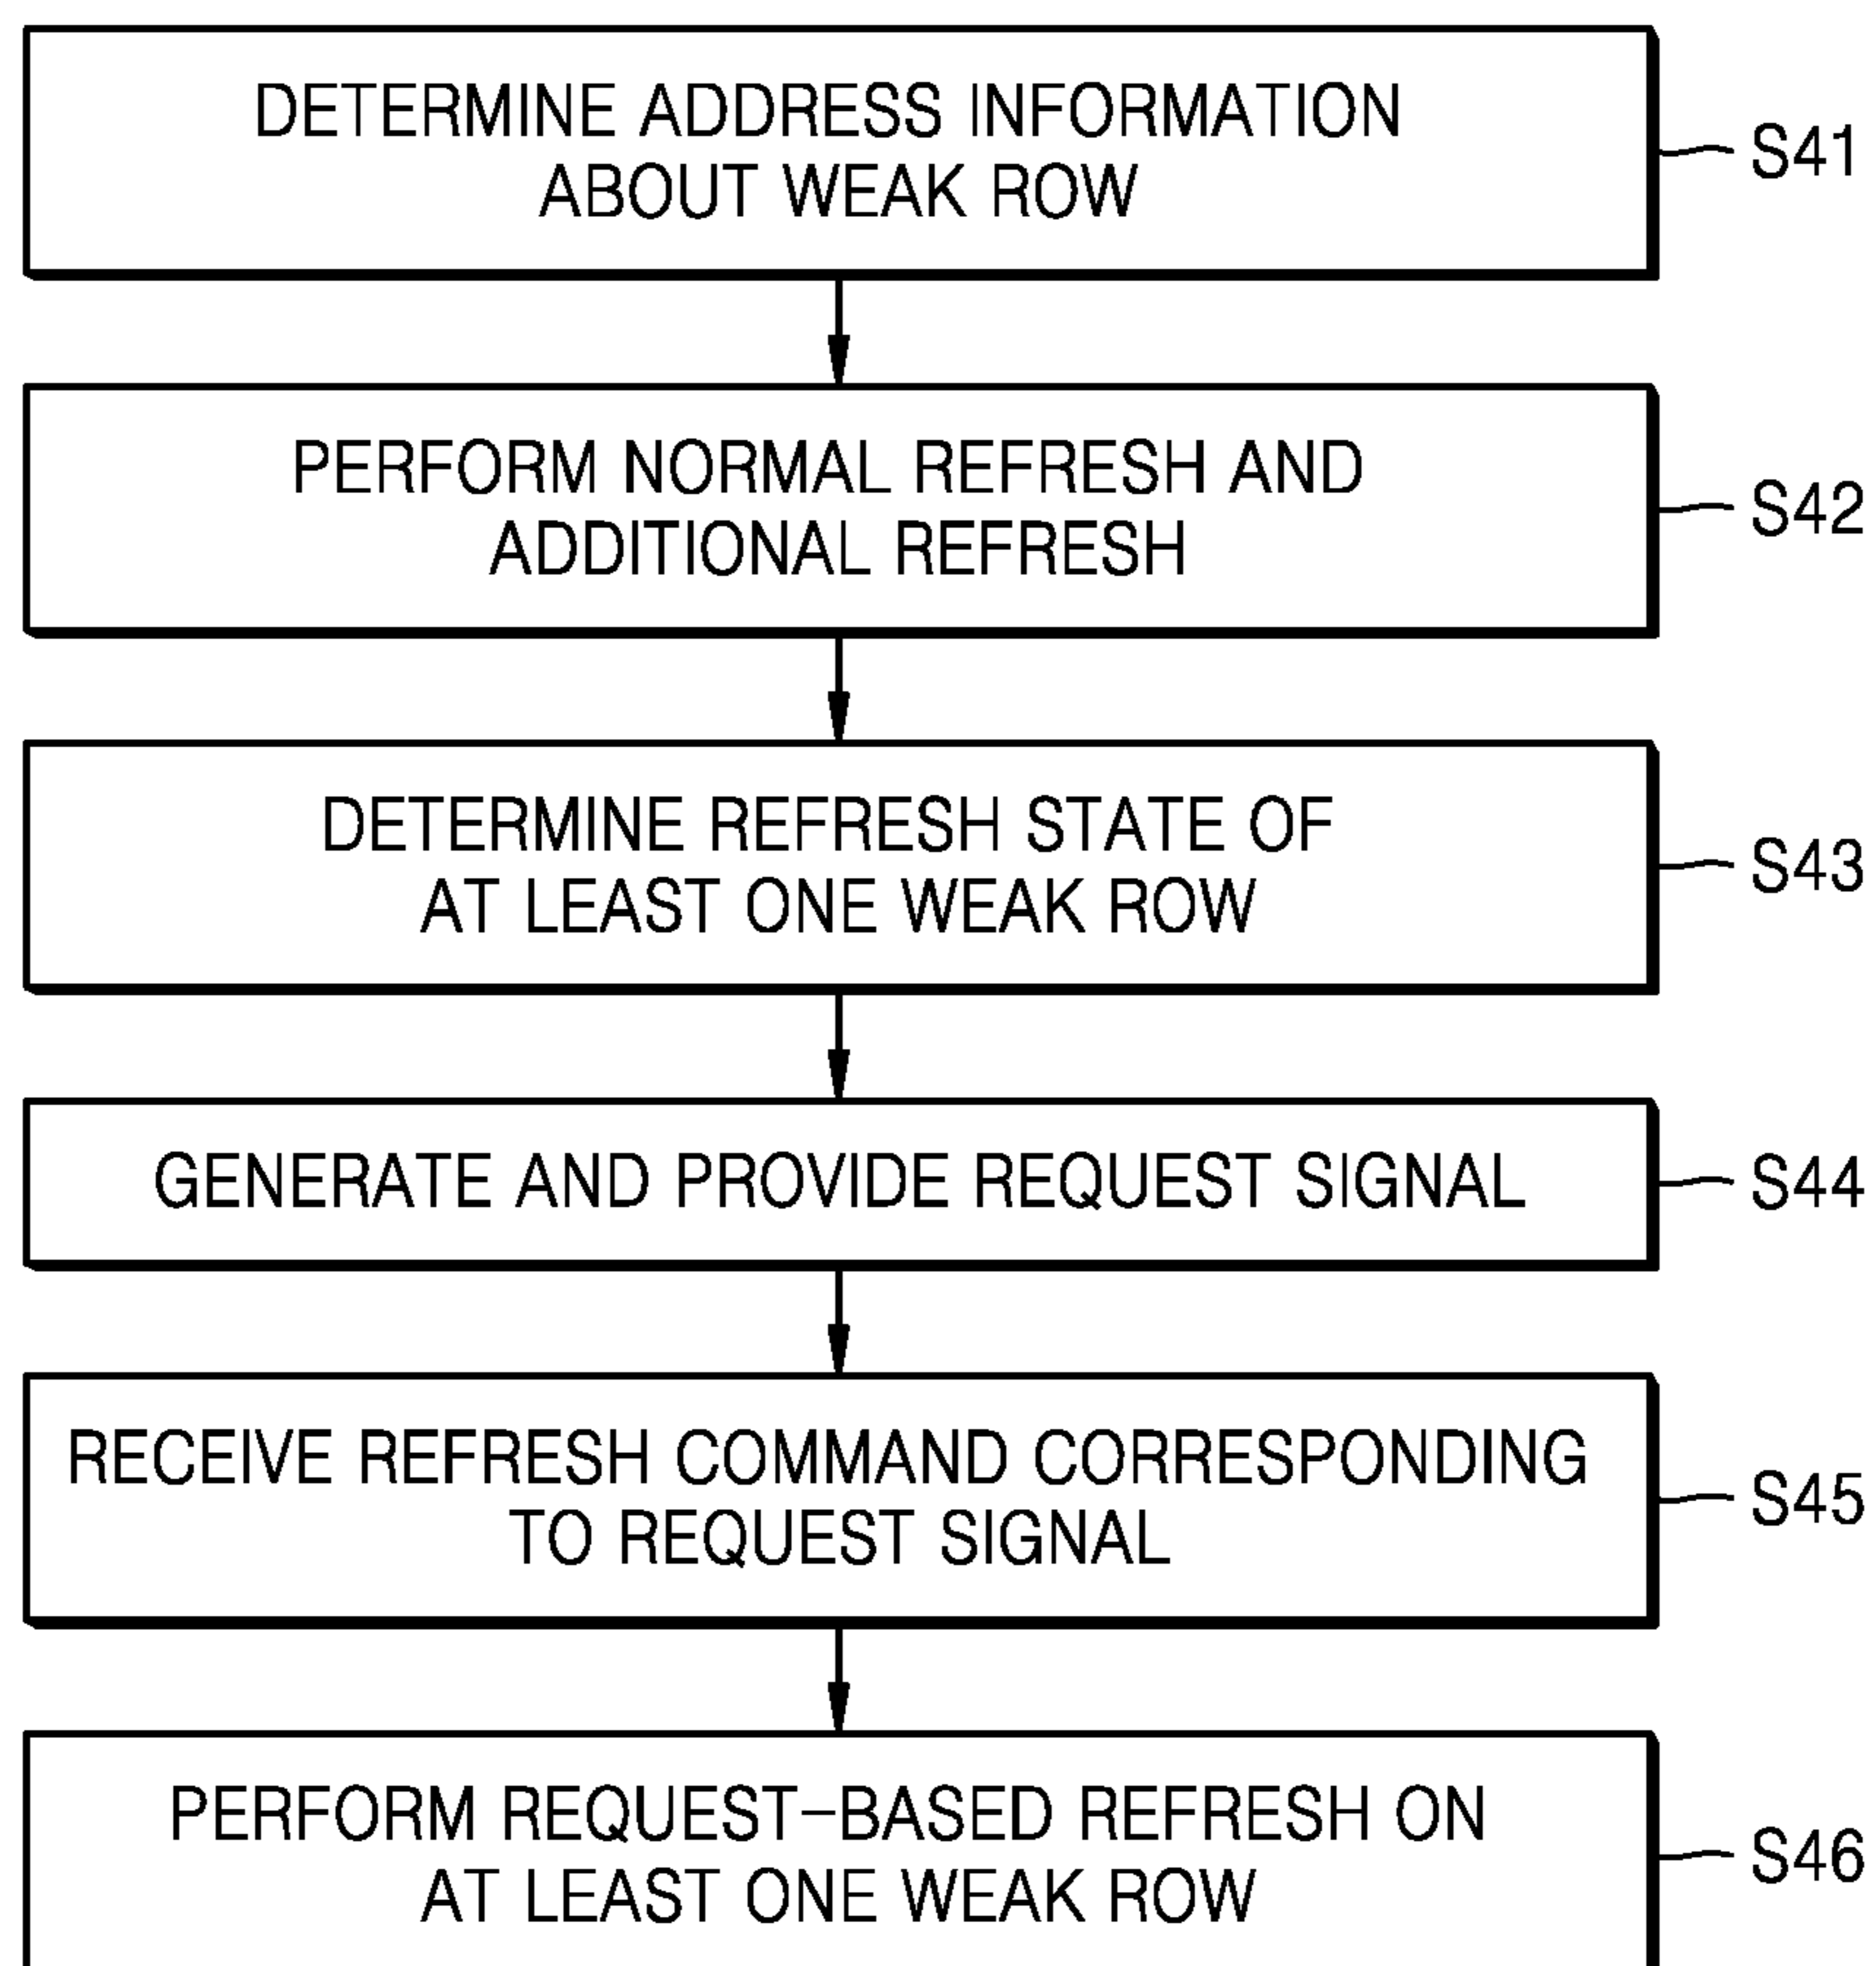 DETERMINE ADDRESS INFORMATION
ABOUT WEAK ROW
S41
PERFORM NORMAL REFRESH AND
ADDITIONAL REFRESH
S42
DETERMINE REFRESH STATE OF
AT LEAST ONE WEAK ROW
S43
GENERATE AND PROVIDE REQUEST SIGNAL
S44
RECEIVE REFRESH COMMAND CORRESPONDING
TO REQUEST SIGNAL
S45
PERFORM REQUEST-BASED REFRESH ON
AT LEAST ONE WEAK ROW
S46